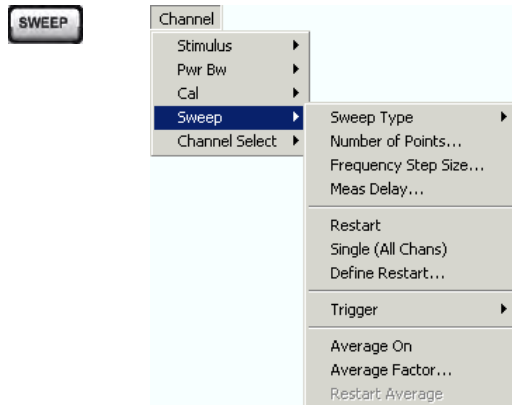 SWEEP
Channel
Stimulus
Pwr Bw
Cal
Sweep
Channel Select
Sweep Type
Number of Points...
Frequency Step Size...
Meas Delay...
Restart
Single (All Chans)
Define Restart...
Trigger
Average On
Average Factor...
Restart Average